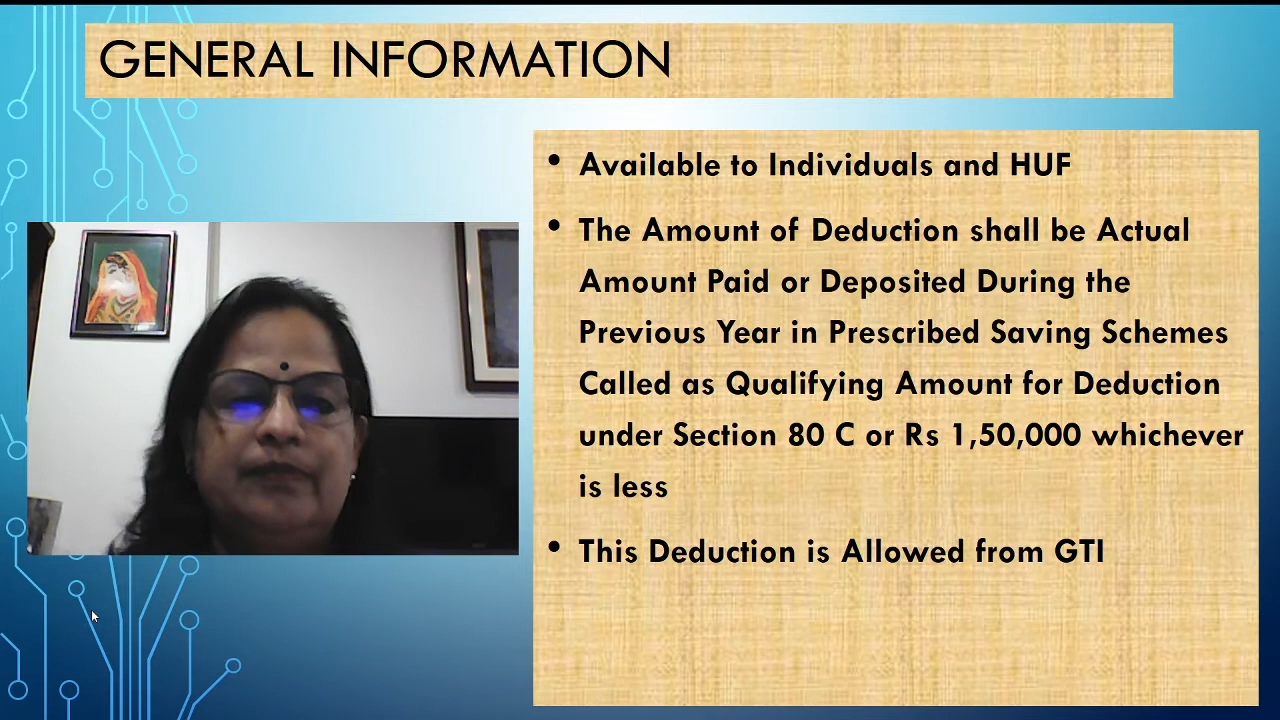 GENERAL INFORMATION
• Available to Individuals and HUF
• The Amount of Deduction shall be Actual
Amount Paid or Deposited During the
Previous Year in Prescribed Saving Schemes
Called as Qualifying Amount for Deduction
under Section 80 C or Rs 1,50,000 whichever
is less
• This Deduction is Allowed from GTI